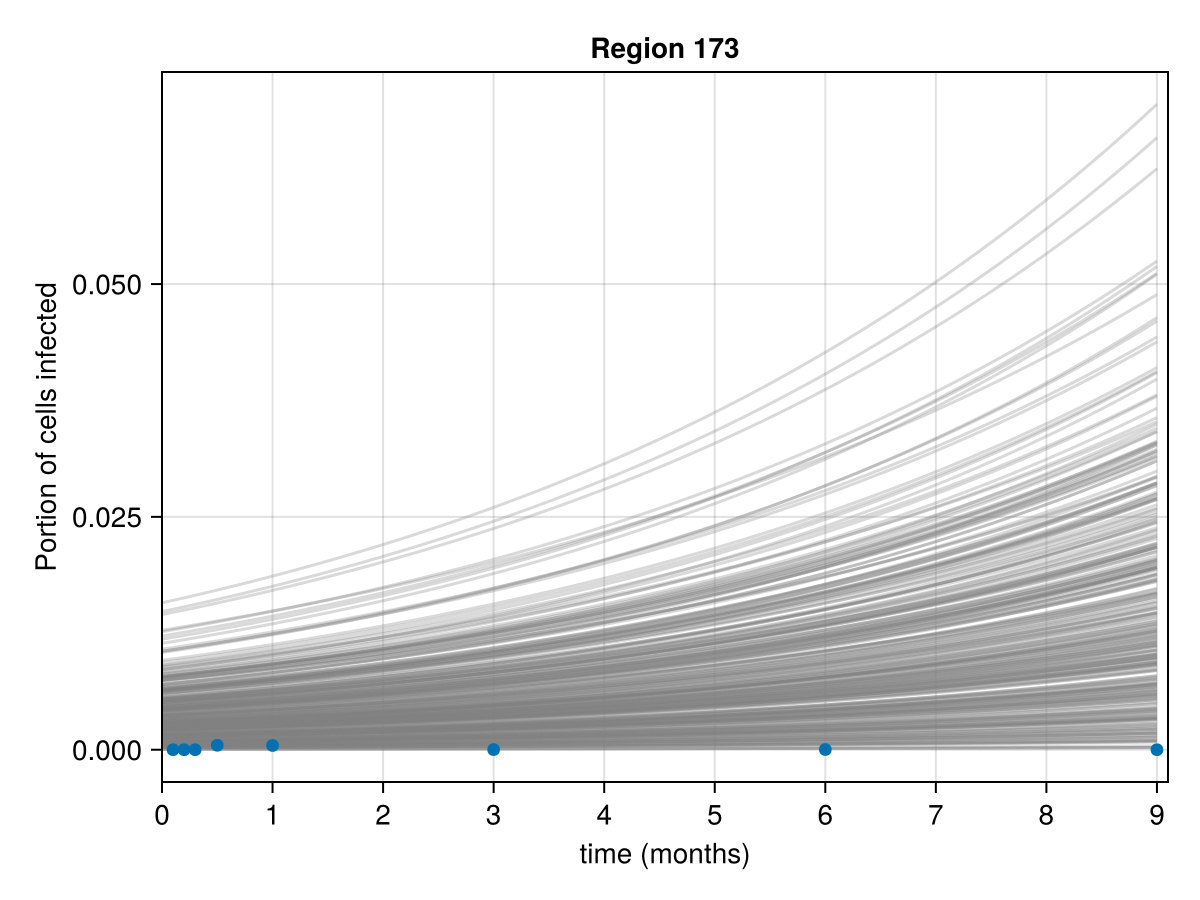 Region 173
Portion of cells infected
0.050
0.025
0.000
0 1 2 3 4 5 6 7 8 9
time (months)